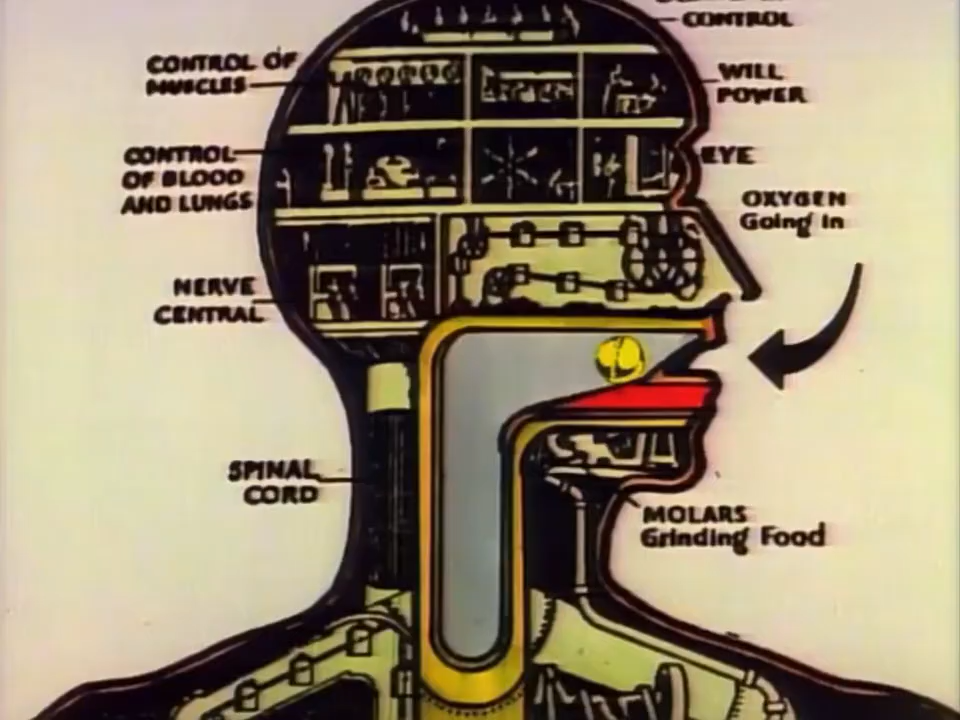 CONTROL
CONTROL OF
MUSCLES
WILL
POWER
CONTROL
OF BLOOD
AND LUNGS
EYE
OXYGEN
Going in
NERVE
CENTRAL
SPINAL
CORD
MOLARS
Grinding Food